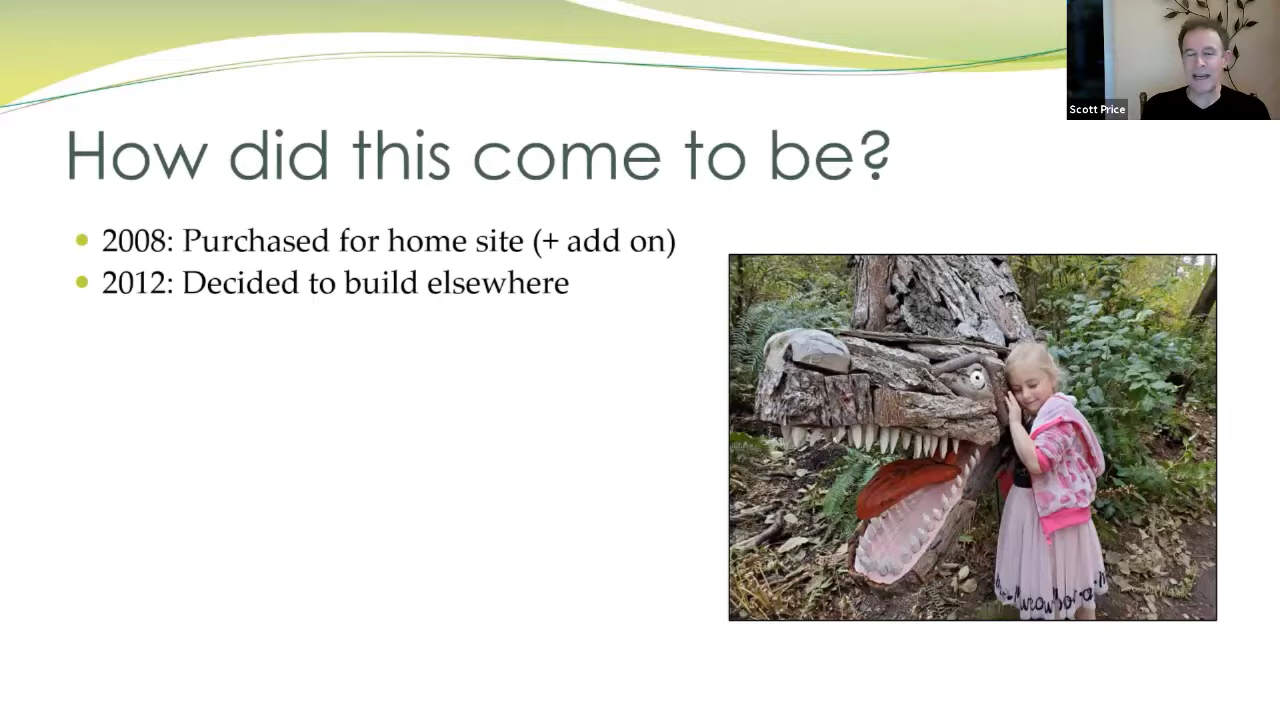 Scott Price
How did this come to be?
2008: Purchased for home site (+ add on)
2012: Decided to build elsewhere